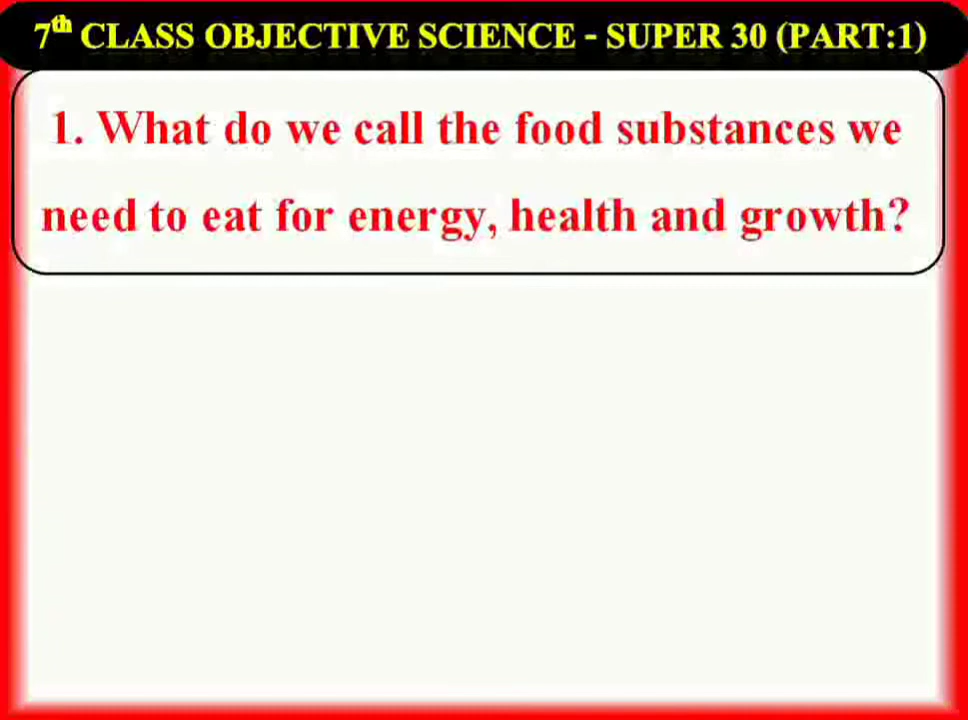 7th CLASS OBJECTIVE SCIENCE - SUPER 30 (PART:1)
1. What do we call the food substances we
need to eat for energy, health and growth?